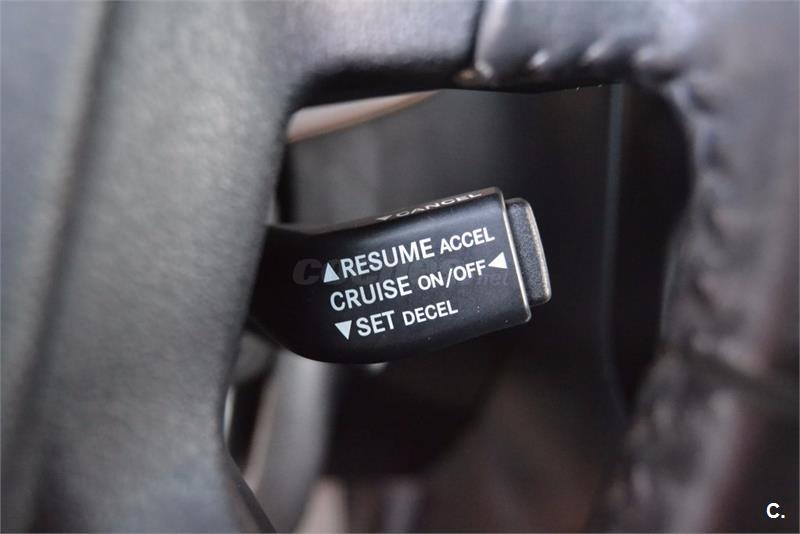 ▼CANCEL
▲RESUME ACCEL
CRUISE ON/OFF◄
▼SET DECEL
C.